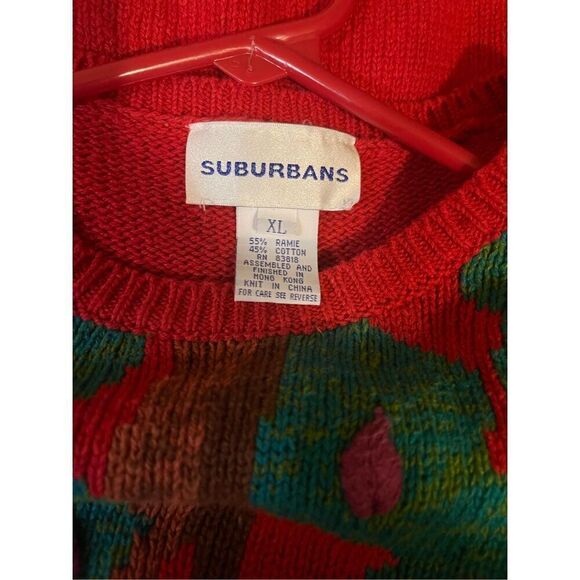 SUBURBANS
XL
55% RAMIE
45% COTTON
RN 83818
ASSEMBLED AND
FINISHED IN
HONG KONG
KNIT IN CHINA
FOR CARE SEE REVERSE